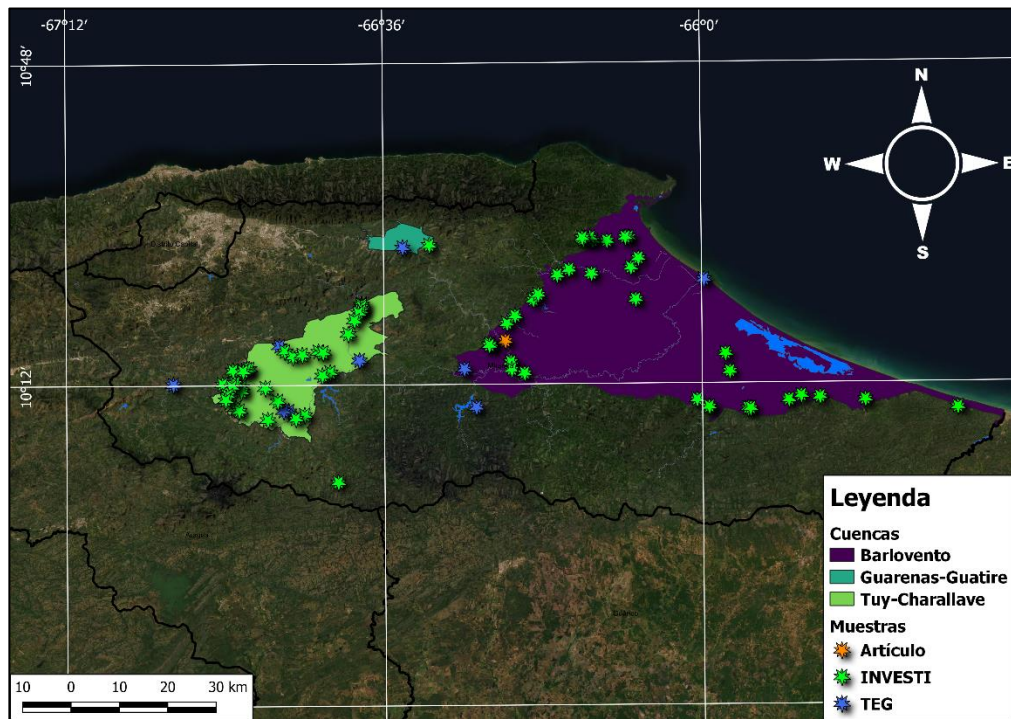 -67°12’
-66°36’
-66°0’
10°48’
N
W
E
S
10°12’
Leyenda
Cuencas
Barlovento
Guarenas-Guatire
Tuy-Charallave
Muestras
Artículo
INVESTI
TEG
10 0 10 20 30 km